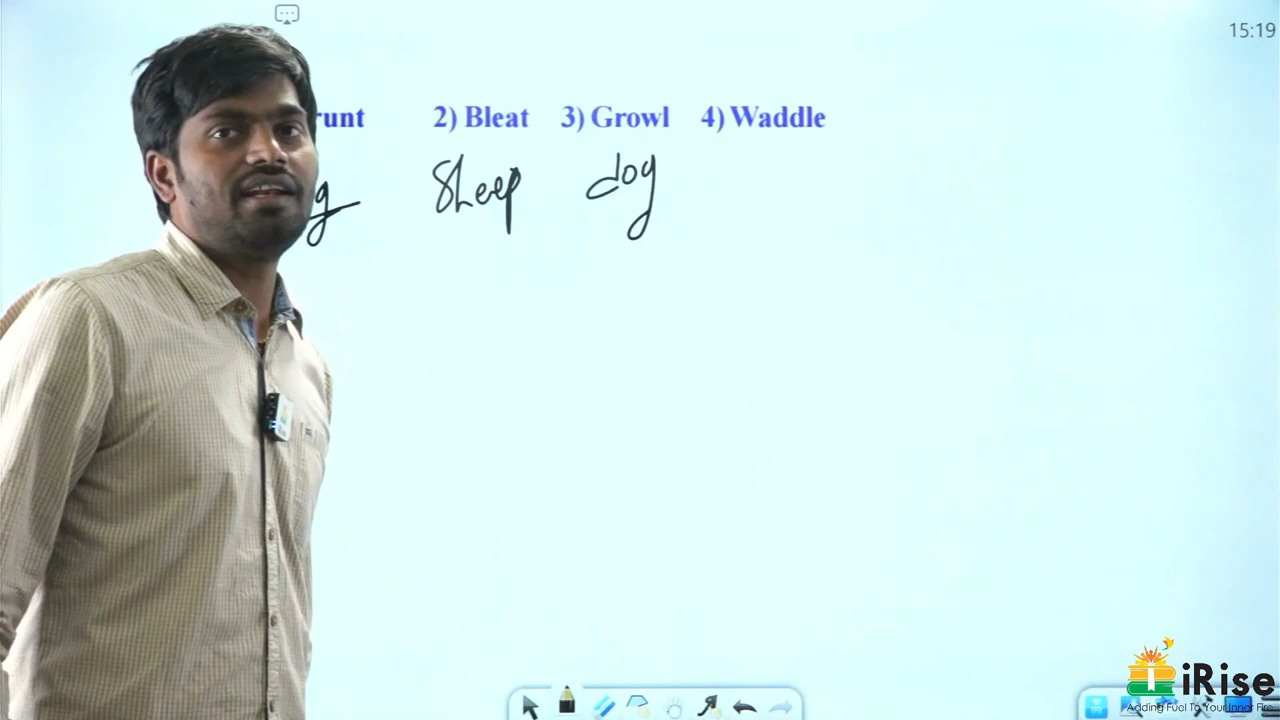 15:19
runt 2) Bleat 3) Growl 4) Waddle
g Sheep dog
iRise
Adding Fuel To Your Inner Fire